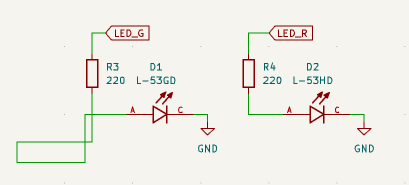 LED_G
LED_R
R3
220
D1
L-53GD
R4
220
D2
L-53HD
A
C
A
C
GND
GND